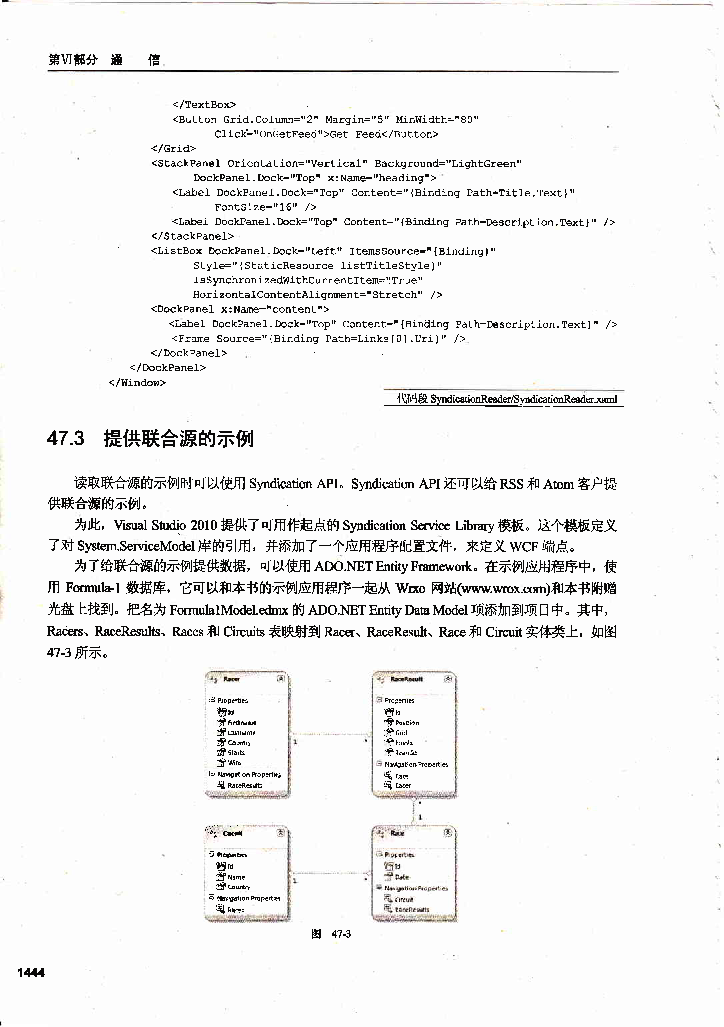 第Ⅵ部分 通 信
</TextBox>
<Button Grid.Column="2" Margin="5" MinWidth="80"
Click="OnGetFeed">Get Feed</Button>
</Grid>
<StackPanel Orientation="Vertical" Background="LightGreen"
DockPanel.Dock="Top" x:Name="heading">
<Label DockPanel.Dock="Top" Content="{Binding Path=Title.Text}"
FontSize="16" />
<Label DockPanel.Dock="Top" Content="{Binding Path=Description.Text}" />
</StackPanel>
<ListBox DockPanel.Dock="Left" ItemsSource="{Binding}"
Style="{StaticResource listTitleStyle}"
IsSynchronizedWithCurrentItem="True"
HorizontalContentAlignment="Stretch" />
<DockPanel x:Name="content">
<Label DockPanel.Dock="Top" Content="{Binding Path=Description.Text}" />
<Frame Source="{Binding Path=Links[0].Uri}" />
</DockPanel>
</DockPanel>
</Window>
代码段 SyndicationReader/SyndicationReader.xaml
47.3 提供联合源的示例
读取联合源的示例时可以使用 Syndication API。Syndication API 还可以给 RSS 和 Atom 客户提
供联合源的示例。
为此，Visual Studio 2010 提供了可用作起点的 Syndication Service Library 模板。这个模板定义
了对 System.ServiceModel 库的引用，并添加了一个应用程序配置文件，来定义 WCF 端点。
为了给联合源的示例提供数据，可以使用 ADO.NET Entity Framework。在示例应用程序中，使
用 Formula-1 数据库，它可以和本书的示例应用程序一起从 Wrxo 网站(www.wrox.com)和本书附赠
光盘上找到。把名为 Formula1Model.edmx 的 ADO.NET Entity Data Model 项添加到项目中。其中，
Racers、RaceResults、Races 和 Circuits 表映射到 Racer、RaceResult、Race 和 Circuit 实体类上，如图
47-3 所示。
Racer
Properties
Id
Firstname
Lastname
Country
Starts
Wins
Navigation Properties
RaceResults
RaceResult
Properties
Id
Position
Grid
Points
Navigation Properties
Race
Racer
1
*
*
1
Circuit
Properties
Id
Name
Country
Navigation Properties
Races
Race
Properties
Id
Date
Navigation Properties
Circuit
RaceResults
1
*
图 47-3
1444